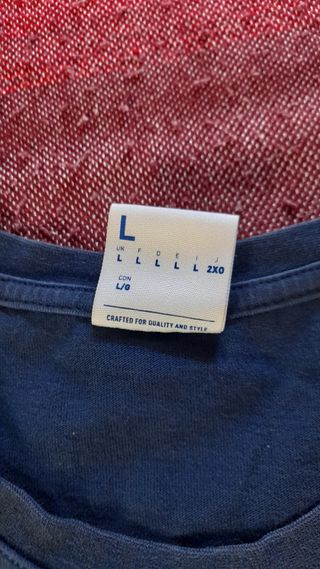 L
UK F D E I J
L L L L L 2XO
CDN
L/G
CRAFTED FOR QUALITY AND STYLE